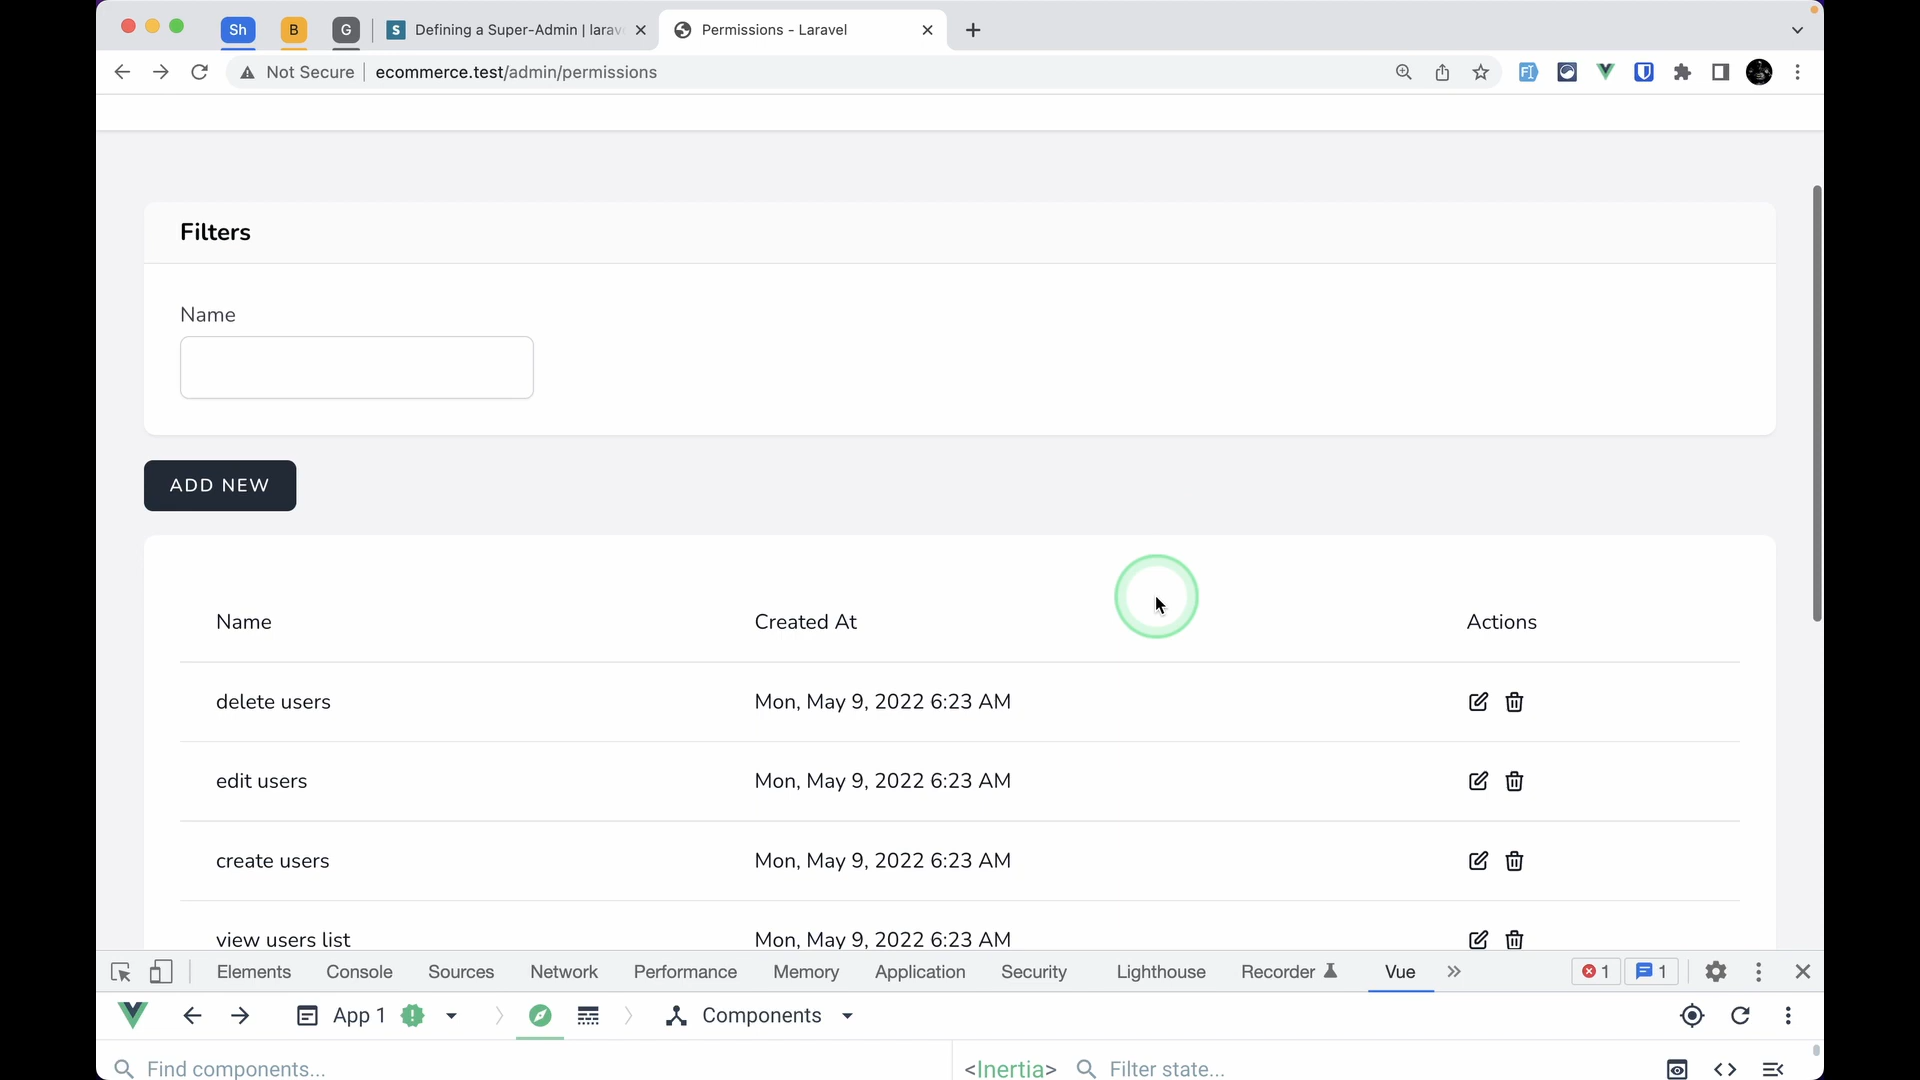 Sh
B
G
S Defining a Super-Admin | larav
Permissions - Laravel
Not Secure
ecommerce.test/admin/permissions
Filters
Name
ADD NEW
Name Created At Actions
delete users Mon, May 9, 2022 6:23 AM
edit users Mon, May 9, 2022 6:23 AM
create users Mon, May 9, 2022 6:23 AM
view users list Mon, May 9, 2022 6:23 AM
Elements Console Sources Network Performance Memory Application Security Lighthouse Recorder Vue 1 1
App 1 Components
Find components... <Inertia> Filter state...